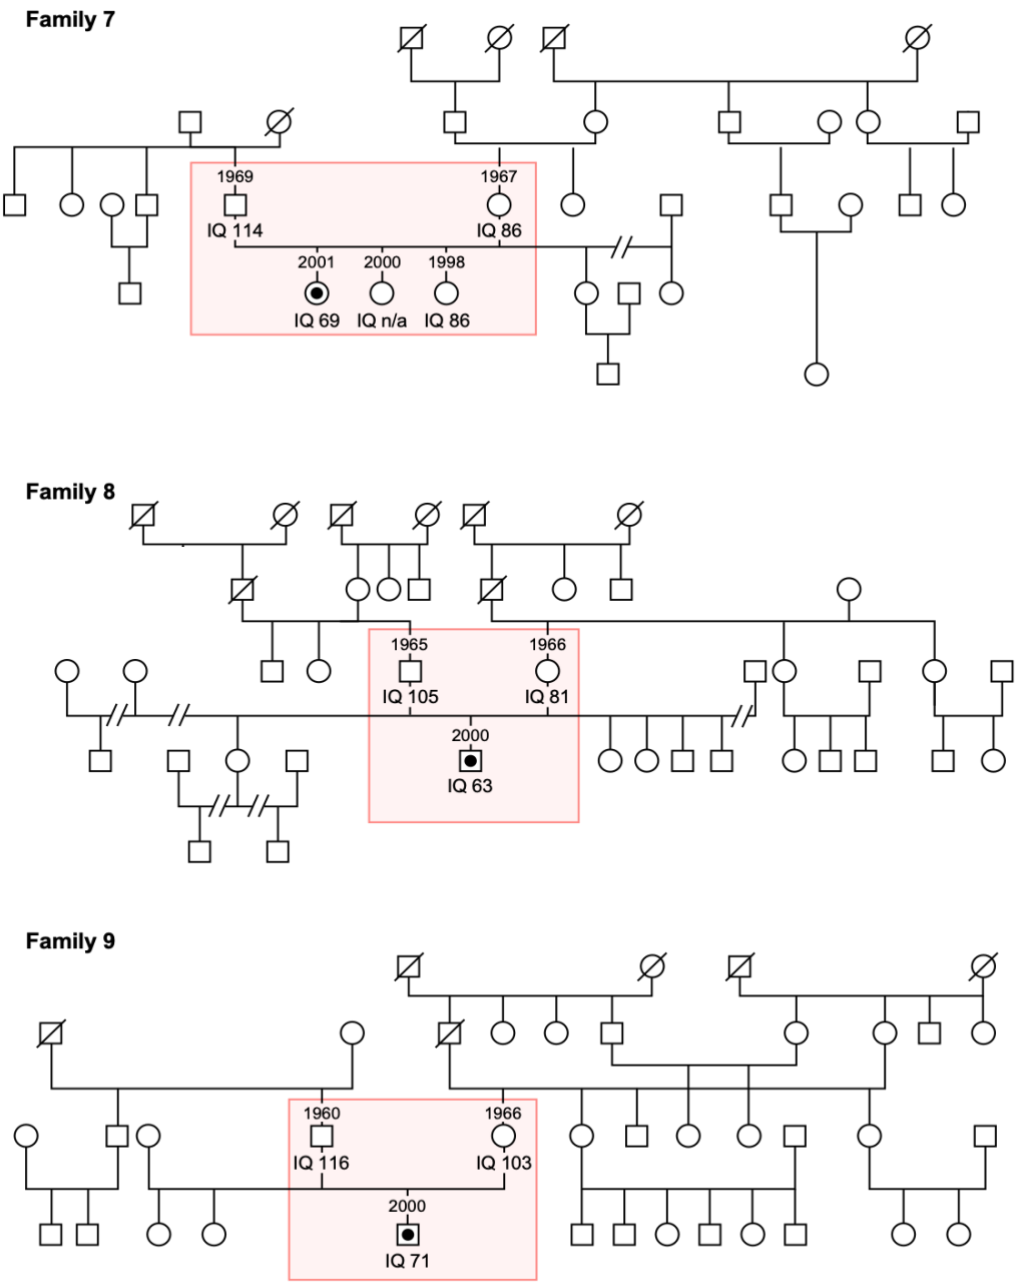 Family 7
1969 1967
IQ 114 IQ 86
2001 2000 1998
IQ 69 IQ n/a IQ 86
Family 8
1965 1966
IQ 105 IQ 81
2000
IQ 63
Family 9
1960 1966
IQ 116 IQ 103
2000
IQ 71